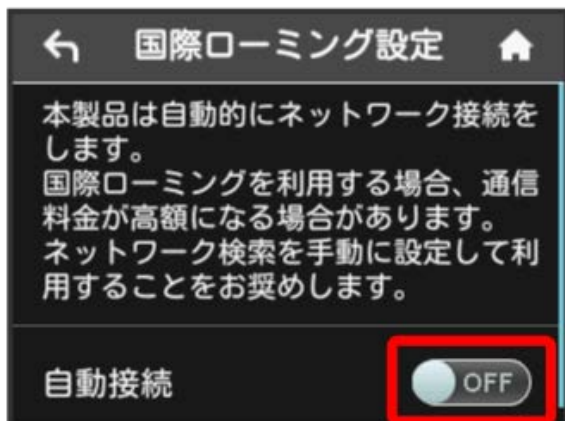 国際ローミング設定
本製品は自動的にネットワーク接続を
します。
国際ローミングを利用する場合、通信
料金が高額になる場合があります。
ネットワーク検索を手動に設定して利
用することをお奨めします。
自動接続
OFF